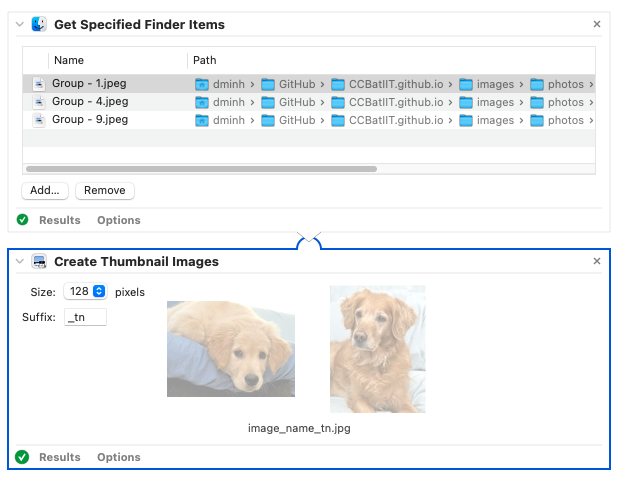 Get Specified Finder Items
Name Path
Group - 1.jpeg dminh › GitHub › CCBatIIT.github.io › images › photos ›
Group - 4.jpeg dminh › GitHub › CCBatIIT.github.io › images › photos ›
Group - 9.jpeg dminh › GitHub › CCBatIIT.github.io › images › photos ›
Add... Remove
Results Options
Create Thumbnail Images
Size: 128 pixels
Suffix: _tn
image_name_tn.jpg
Results Options